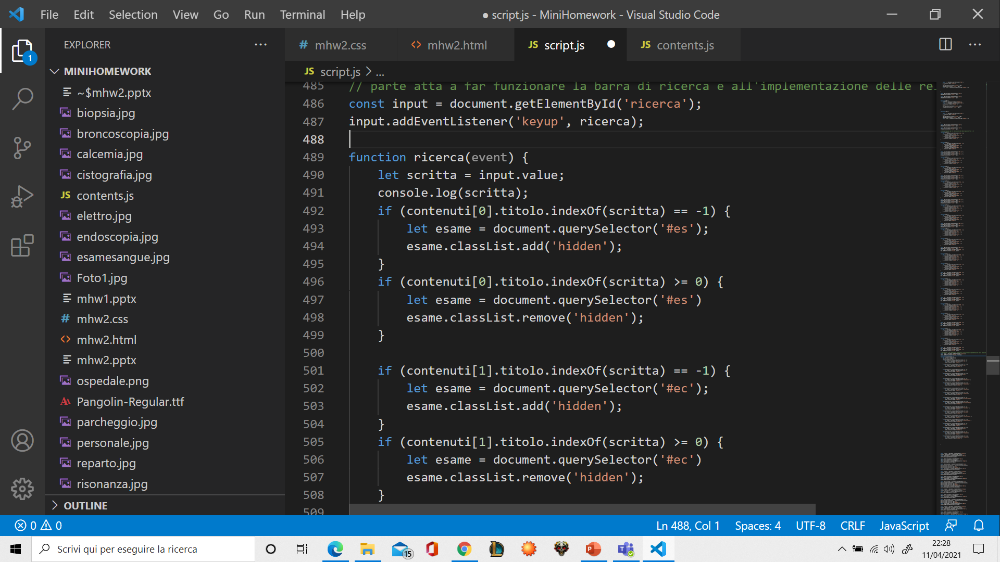 File Edit Selection View Go Run Terminal Help
● script.js - MiniHomework - Visual Studio Code
EXPLORER
1
MINIHOMEWORK
~$mhw2.pptx
biopsia.jpg
broncoscopia.jpg
calcemia.jpg
cistografia.jpg
JS contents.js
elettro.jpg
endoscopia.jpg
esamesangue.jpg
Foto1.jpg
mhw1.pptx
# mhw2.css
<> mhw2.html
mhw2.pptx
ospedale.png
Pangolin-Regular.ttf
parcheggio.jpg
personale.jpg
reparto.jpg
risonanza.jpg
OUTLINE
# mhw2.css <> mhw2.html JS script.js ● JS contents.js
JS script.js > ...
485 // parte atta a far funzionare la barra di ricerca e all'implementazione delle re
486 const input = document.getElementById('ricerca');
487 input.addEventListener('keyup', ricerca);
488
489 function ricerca(event) {
490 let scritta = input.value;
491 console.log(scritta);
492 if (contenuti[0].titolo.indexOf(scritta) == -1) {
493 let esame = document.querySelector('#es');
494 esame.classList.add('hidden');
495 }
496 if (contenuti[0].titolo.indexOf(scritta) >= 0) {
497 let esame = document.querySelector('#es')
498 esame.classList.remove('hidden');
499 }
500
501 if (contenuti[1].titolo.indexOf(scritta) == -1) {
502 let esame = document.querySelector('#ec');
503 esame.classList.add('hidden');
504 }
505 if (contenuti[1].titolo.indexOf(scritta) >= 0) {
506 let esame = document.querySelector('#ec')
507 esame.classList.remove('hidden');
508 }
509
0 0
Ln 488, Col 1 Spaces: 4 UTF-8 CRLF JavaScript
Scrivi qui per eseguire la ricerca
15
22:28
11/04/2021